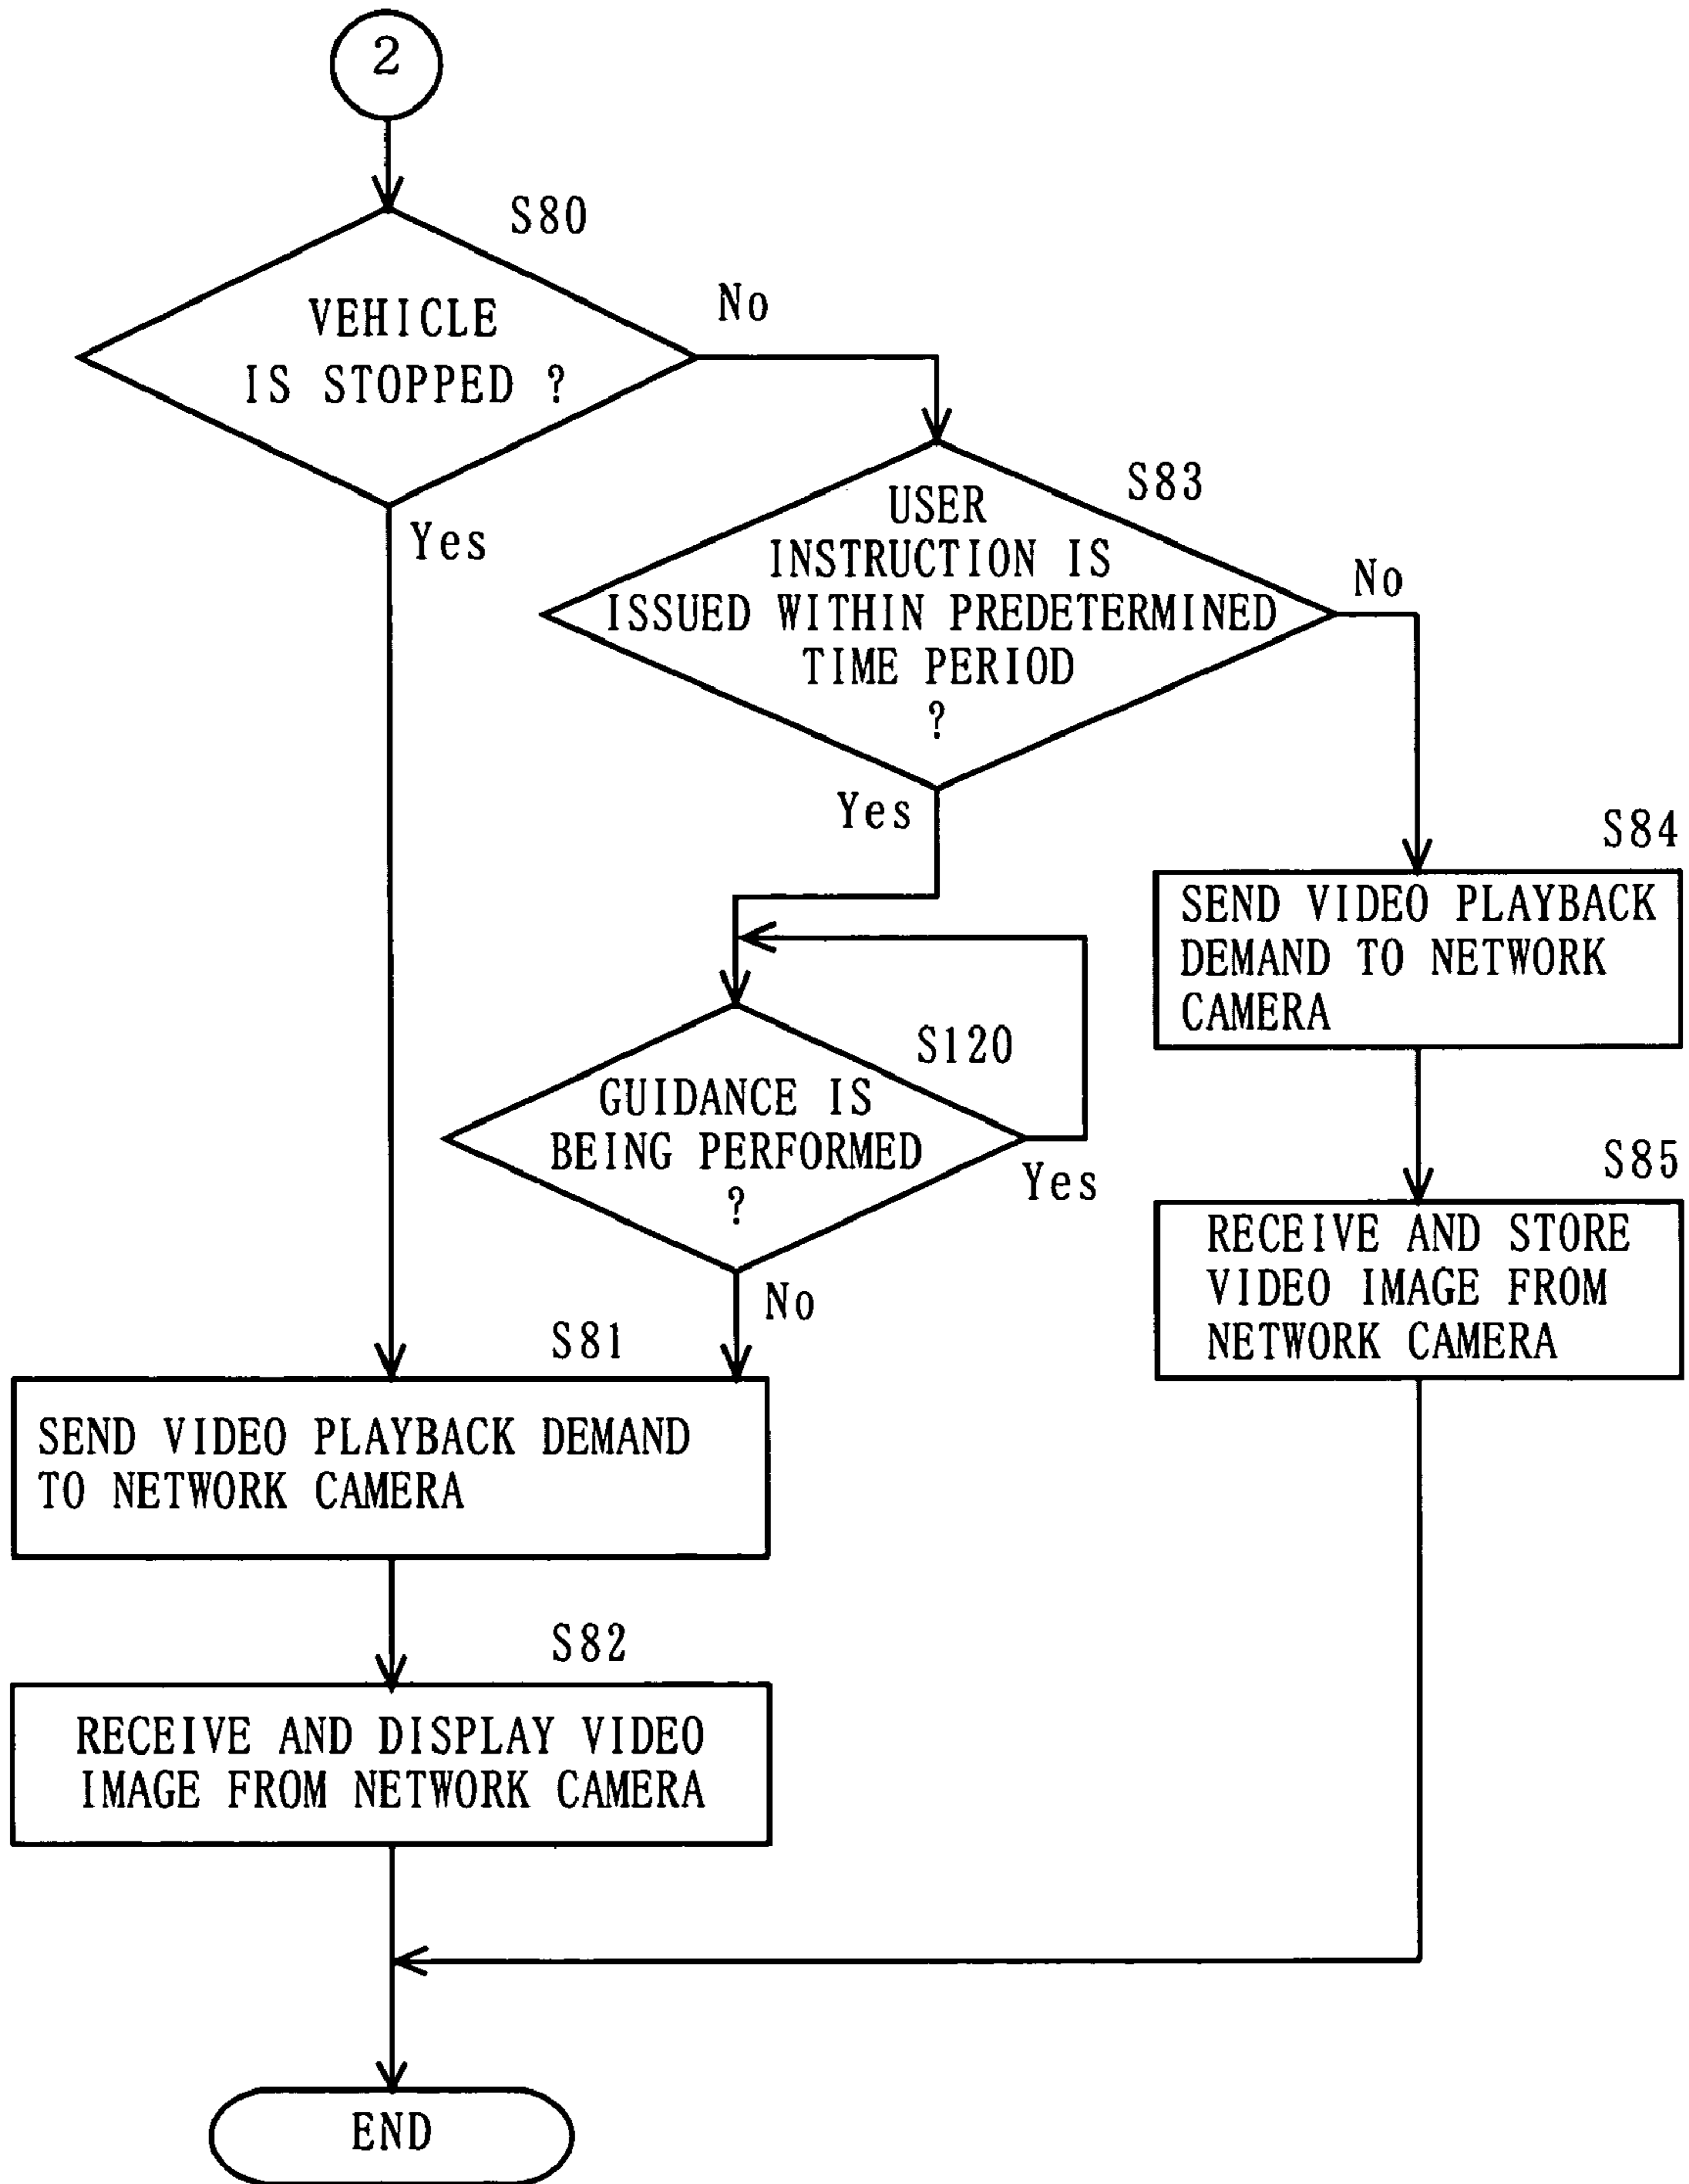 2
S80
VEHICLE
IS STOPPED ?
No
Yes
S83
USER
INSTRUCTION IS
ISSUED WITHIN PREDETERMINED
TIME PERIOD
?
No
Yes
S84
SEND VIDEO PLAYBACK
DEMAND TO NETWORK
CAMERA
S120
GUIDANCE IS
BEING PERFORMED
?
Yes
No
S85
RECEIVE AND STORE
VIDEO IMAGE FROM
NETWORK CAMERA
S81
SEND VIDEO PLAYBACK DEMAND
TO NETWORK CAMERA
S82
RECEIVE AND DISPLAY VIDEO
IMAGE FROM NETWORK CAMERA
END